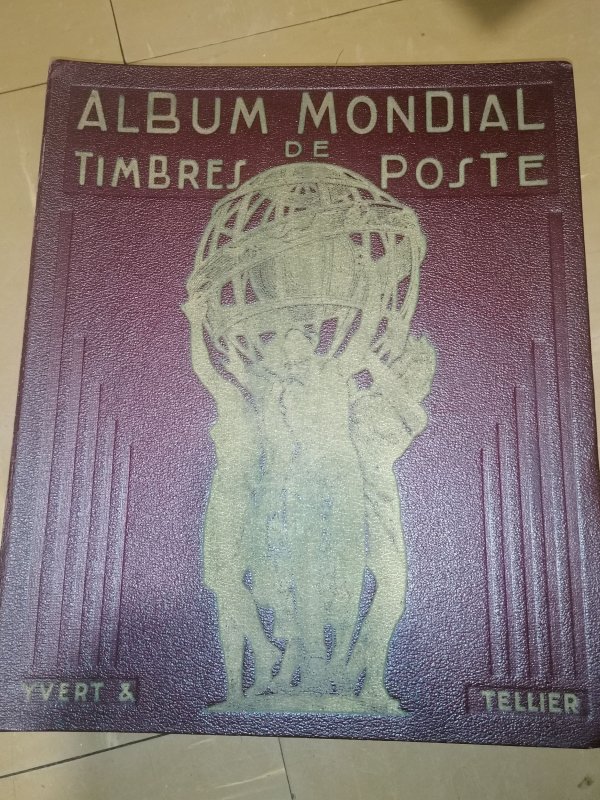 ALBUM MONDIAL
DE
TIMBRES POSTE
YVERT & TELLIER